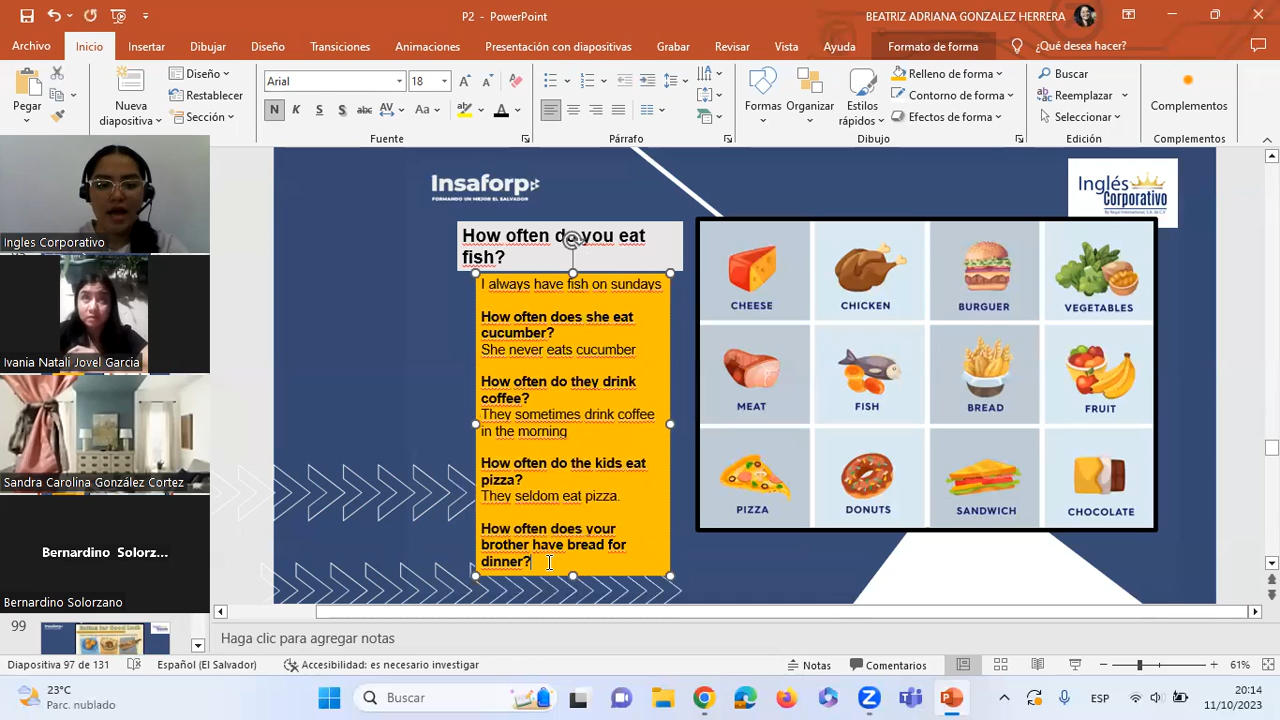 P2 - PowerPoint
BEATRIZ ADRIANA GONZALEZ HERRERA
Archivo Inicio Insertar Dibujar Diseño Transiciones Animaciones Presentación con diapositivas Grabar Revisar Vista Ayuda Formato de forma ¿Qué desea hacer?
Pegar
Nueva diapositiva
Diseño
Restablecer
Sección
Arial 18
N K S S abc AV Aa A
Formas
Organizar
Estilos rápidos
Relleno de forma
Contorno de forma
Efectos de forma
Buscar
Reemplazar
Seleccionar
Complementos
Fuente Párrafo Dibujo Edición Complementos
Ingles Corporativo
Ivania Natali Jovel Garcia
Sandra Carolina González Cortez
Bernardino Solorz...
Bernardino Solorzano
Insaforp
FORMANDO UN MEJOR EL SALVADOR
Inglés
Corporativo
By Regal International, S.A. de C.V.
How often do you eat
fish?
I always have fish on sundays
How often does she eat
cucumber?
She never eats cucumber
How often do they drink
coffee?
They sometimes drink coffee
in the morning
How often do the kids eat
pizza?
They seldom eat pizza.
How often does your
brother have bread for
dinner?
CHEESE CHICKEN BURGUER VEGETABLES
MEAT FISH BREAD FRUIT
PIZZA DONUTS SANDWICH CHOCOLATE
99
Haga clic para agregar notas
Diapositiva 97 de 131 Español (El Salvador) Accesibilidad: es necesario investigar Notas Comentarios 61%
23°C
Parc. nublado
Buscar
ESP
20:14
11/10/2023